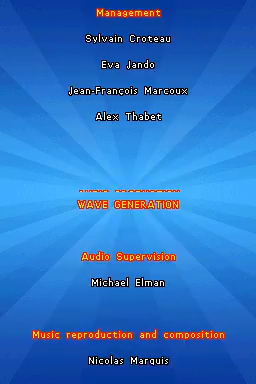 Management
Sylvain Croteau
Eva Jando
Jean-François Marcoux
Alex Thabet
WAVE GENERATION
Audio Supervision
Michael Elman
Music reproduction and composition
Nicolas Marquis